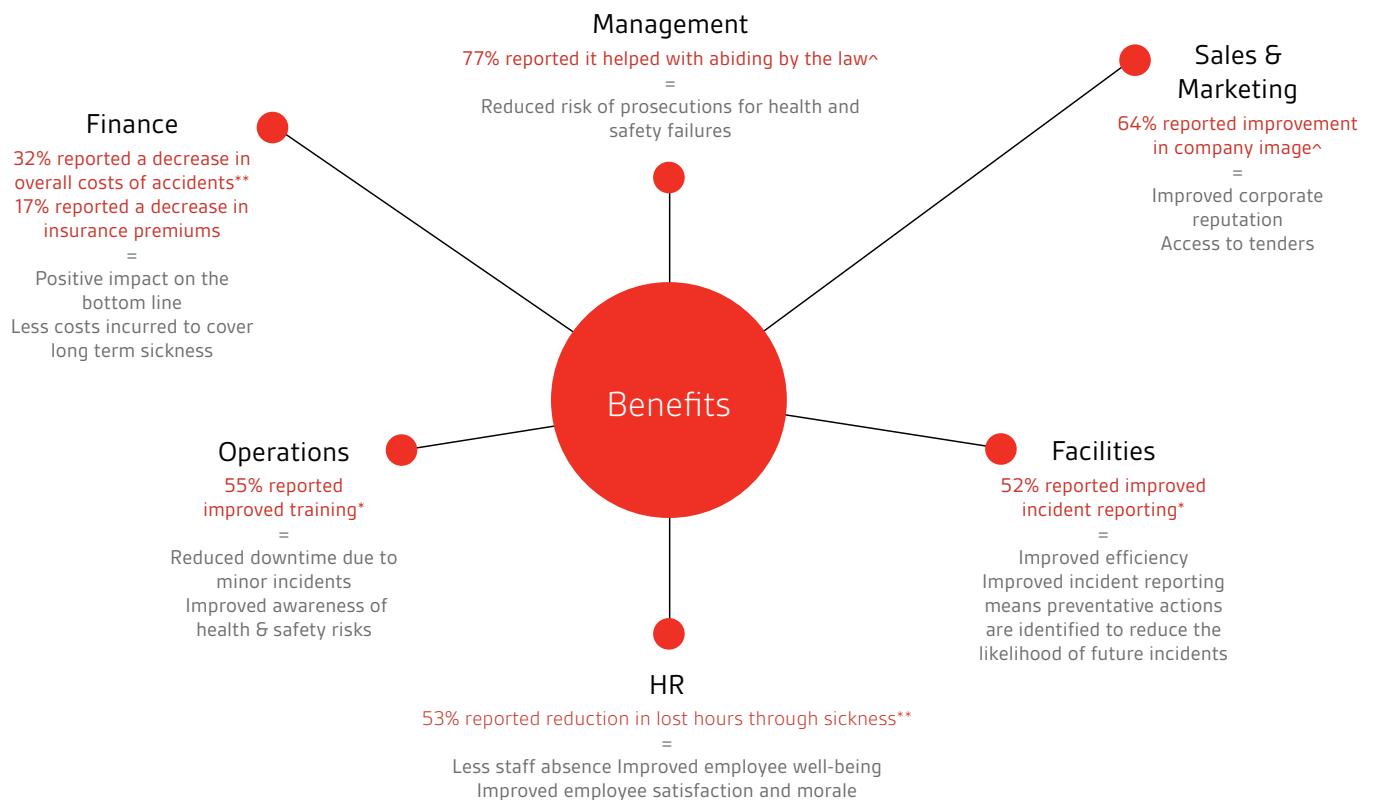 Management
77% reported it helped with abiding by the law^
=
Reduced risk of prosecutions for health and
safety failures
Sales &
Marketing
64% reported improvement
in company image^
=
Improved corporate
reputation
Access to tenders
Finance
32% reported a decrease in
overall costs of accidents**
17% reported a decrease in
insurance premiums
=
Positive impact on the
bottom line
Less costs incurred to cover
long term sickness
Benefits
Operations
55% reported
improved training*
=
Reduced downtime due to
minor incidents
Improved awareness of
health & safety risks
Facilities
52% reported improved
incident reporting*
=
Improved efficiency
Improved incident reporting
means preventative actions
are identified to reduce the
likelihood of future incidents
HR
53% reported reduction in lost hours through sickness**
=
Less staff absence Improved employee well-being
Improved employee satisfaction and morale